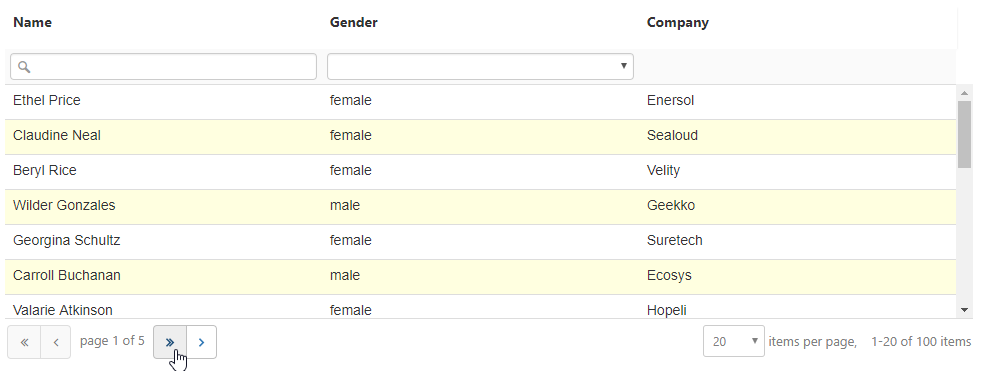 Name Gender Company
Ethel Price female Enersol
Claudine Neal female Sealoud
Beryl Rice female Velity
Wilder Gonzales male Geekko
Georgina Schultz female Suretech
Carroll Buchanan male Ecosys
Valarie Atkinson female Hopeli
« ‹ page 1 of 5 » › 20 items per page, 1-20 of 100 items